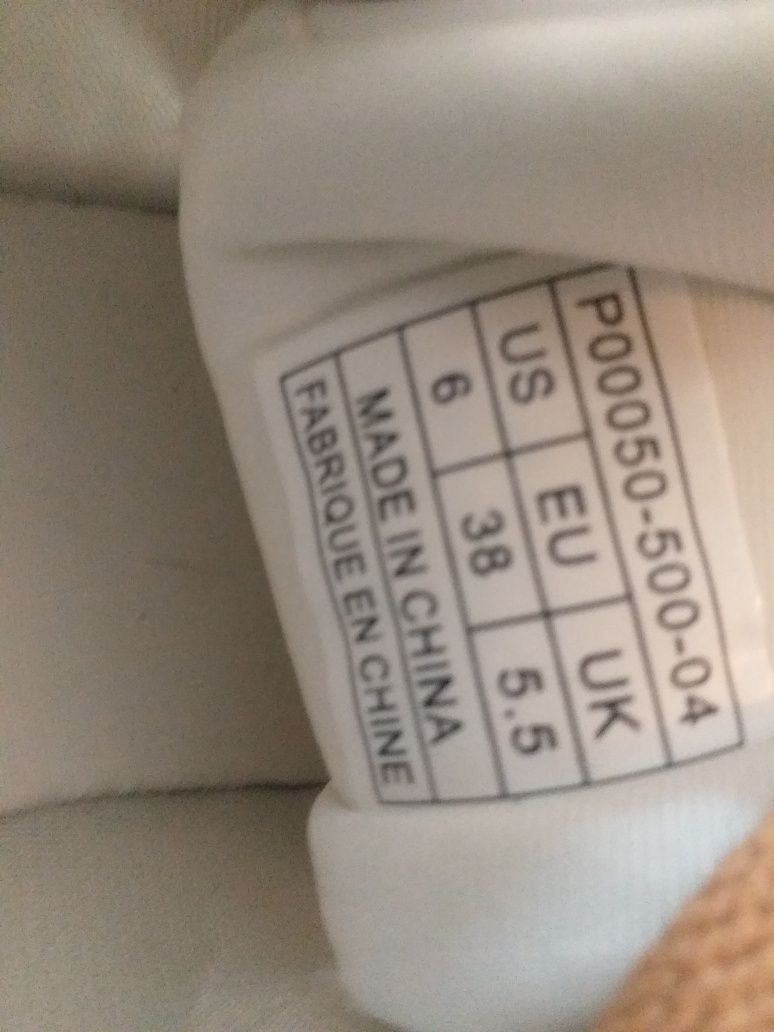 P00050-500-04
US EU UK
6 38 5.5
MADE IN CHINA
FABRIQUE EN CHINE